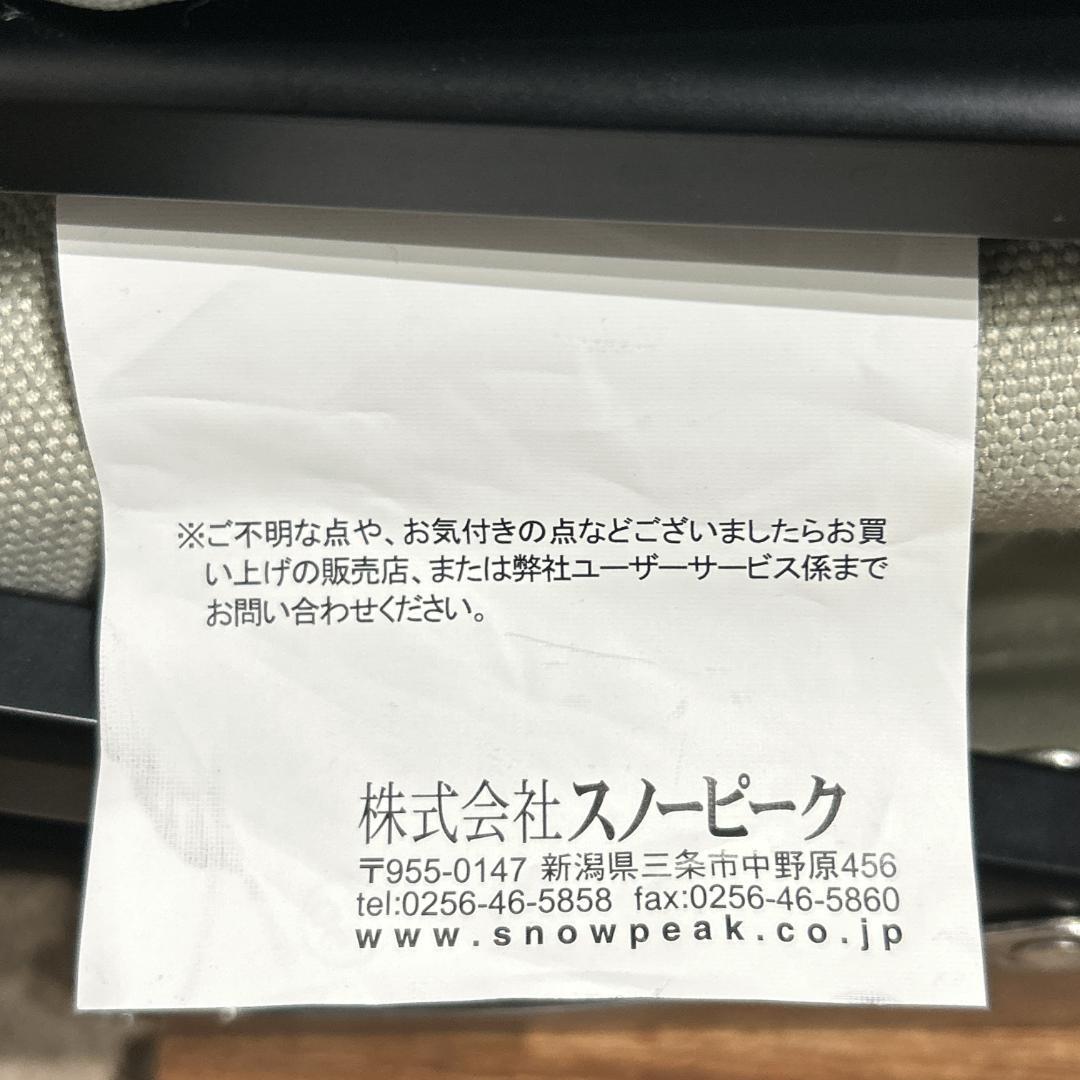 ※ご不明な点や、お気付きの点などございましたらお買
い上げの販売店、または弊社ユーザーサービス係まで
お問い合わせください。
株式会社スノーピーク
〒955-0147 新潟県三条市中野原456
tel:0256-46-5858 fax:0256-46-5860
www.snowpeak.co.jp